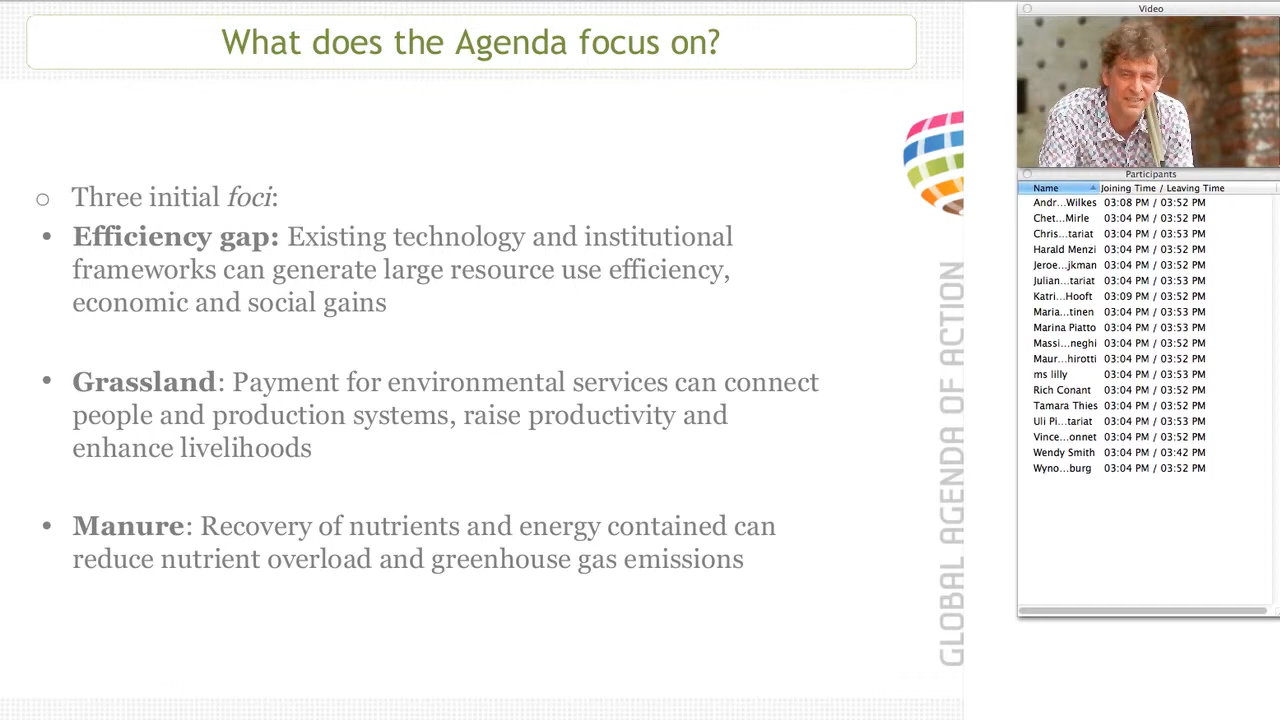 What does the Agenda focus on?
○ Three initial foci:
• Efficiency gap: Existing technology and institutional
frameworks can generate large resource use efficiency,
economic and social gains
• Grassland: Payment for environmental services can connect
people and production systems, raise productivity and
enhance livelihoods
• Manure: Recovery of nutrients and energy contained can
reduce nutrient overload and greenhouse gas emissions
GLOBAL AGENDA OF ACTION
Video
Participants
Name Joining Time / Leaving Time
Andr...Wilkes 03:08 PM / 03:52 PM
Chet...Mirle 03:04 PM / 03:52 PM
Chris...tariat 03:04 PM / 03:53 PM
Harald Menzi 03:04 PM / 03:52 PM
Jeroe...jkman 03:04 PM / 03:52 PM
Julian...tariat 03:04 PM / 03:53 PM
Katri...Hooft 03:09 PM / 03:52 PM
Maria...tinen 03:04 PM / 03:53 PM
Marina Piatto 03:04 PM / 03:53 PM
Massi...neghi 03:04 PM / 03:52 PM
Maur...hirotti 03:04 PM / 03:52 PM
ms lilly 03:04 PM / 03:53 PM
Rich Conant 03:04 PM / 03:52 PM
Tamara Thies 03:04 PM / 03:52 PM
Uli Pi...tariat 03:04 PM / 03:53 PM
Vince...onnet 03:04 PM / 03:52 PM
Wendy Smith 03:04 PM / 03:42 PM
Wyno...burg 03:04 PM / 03:52 PM